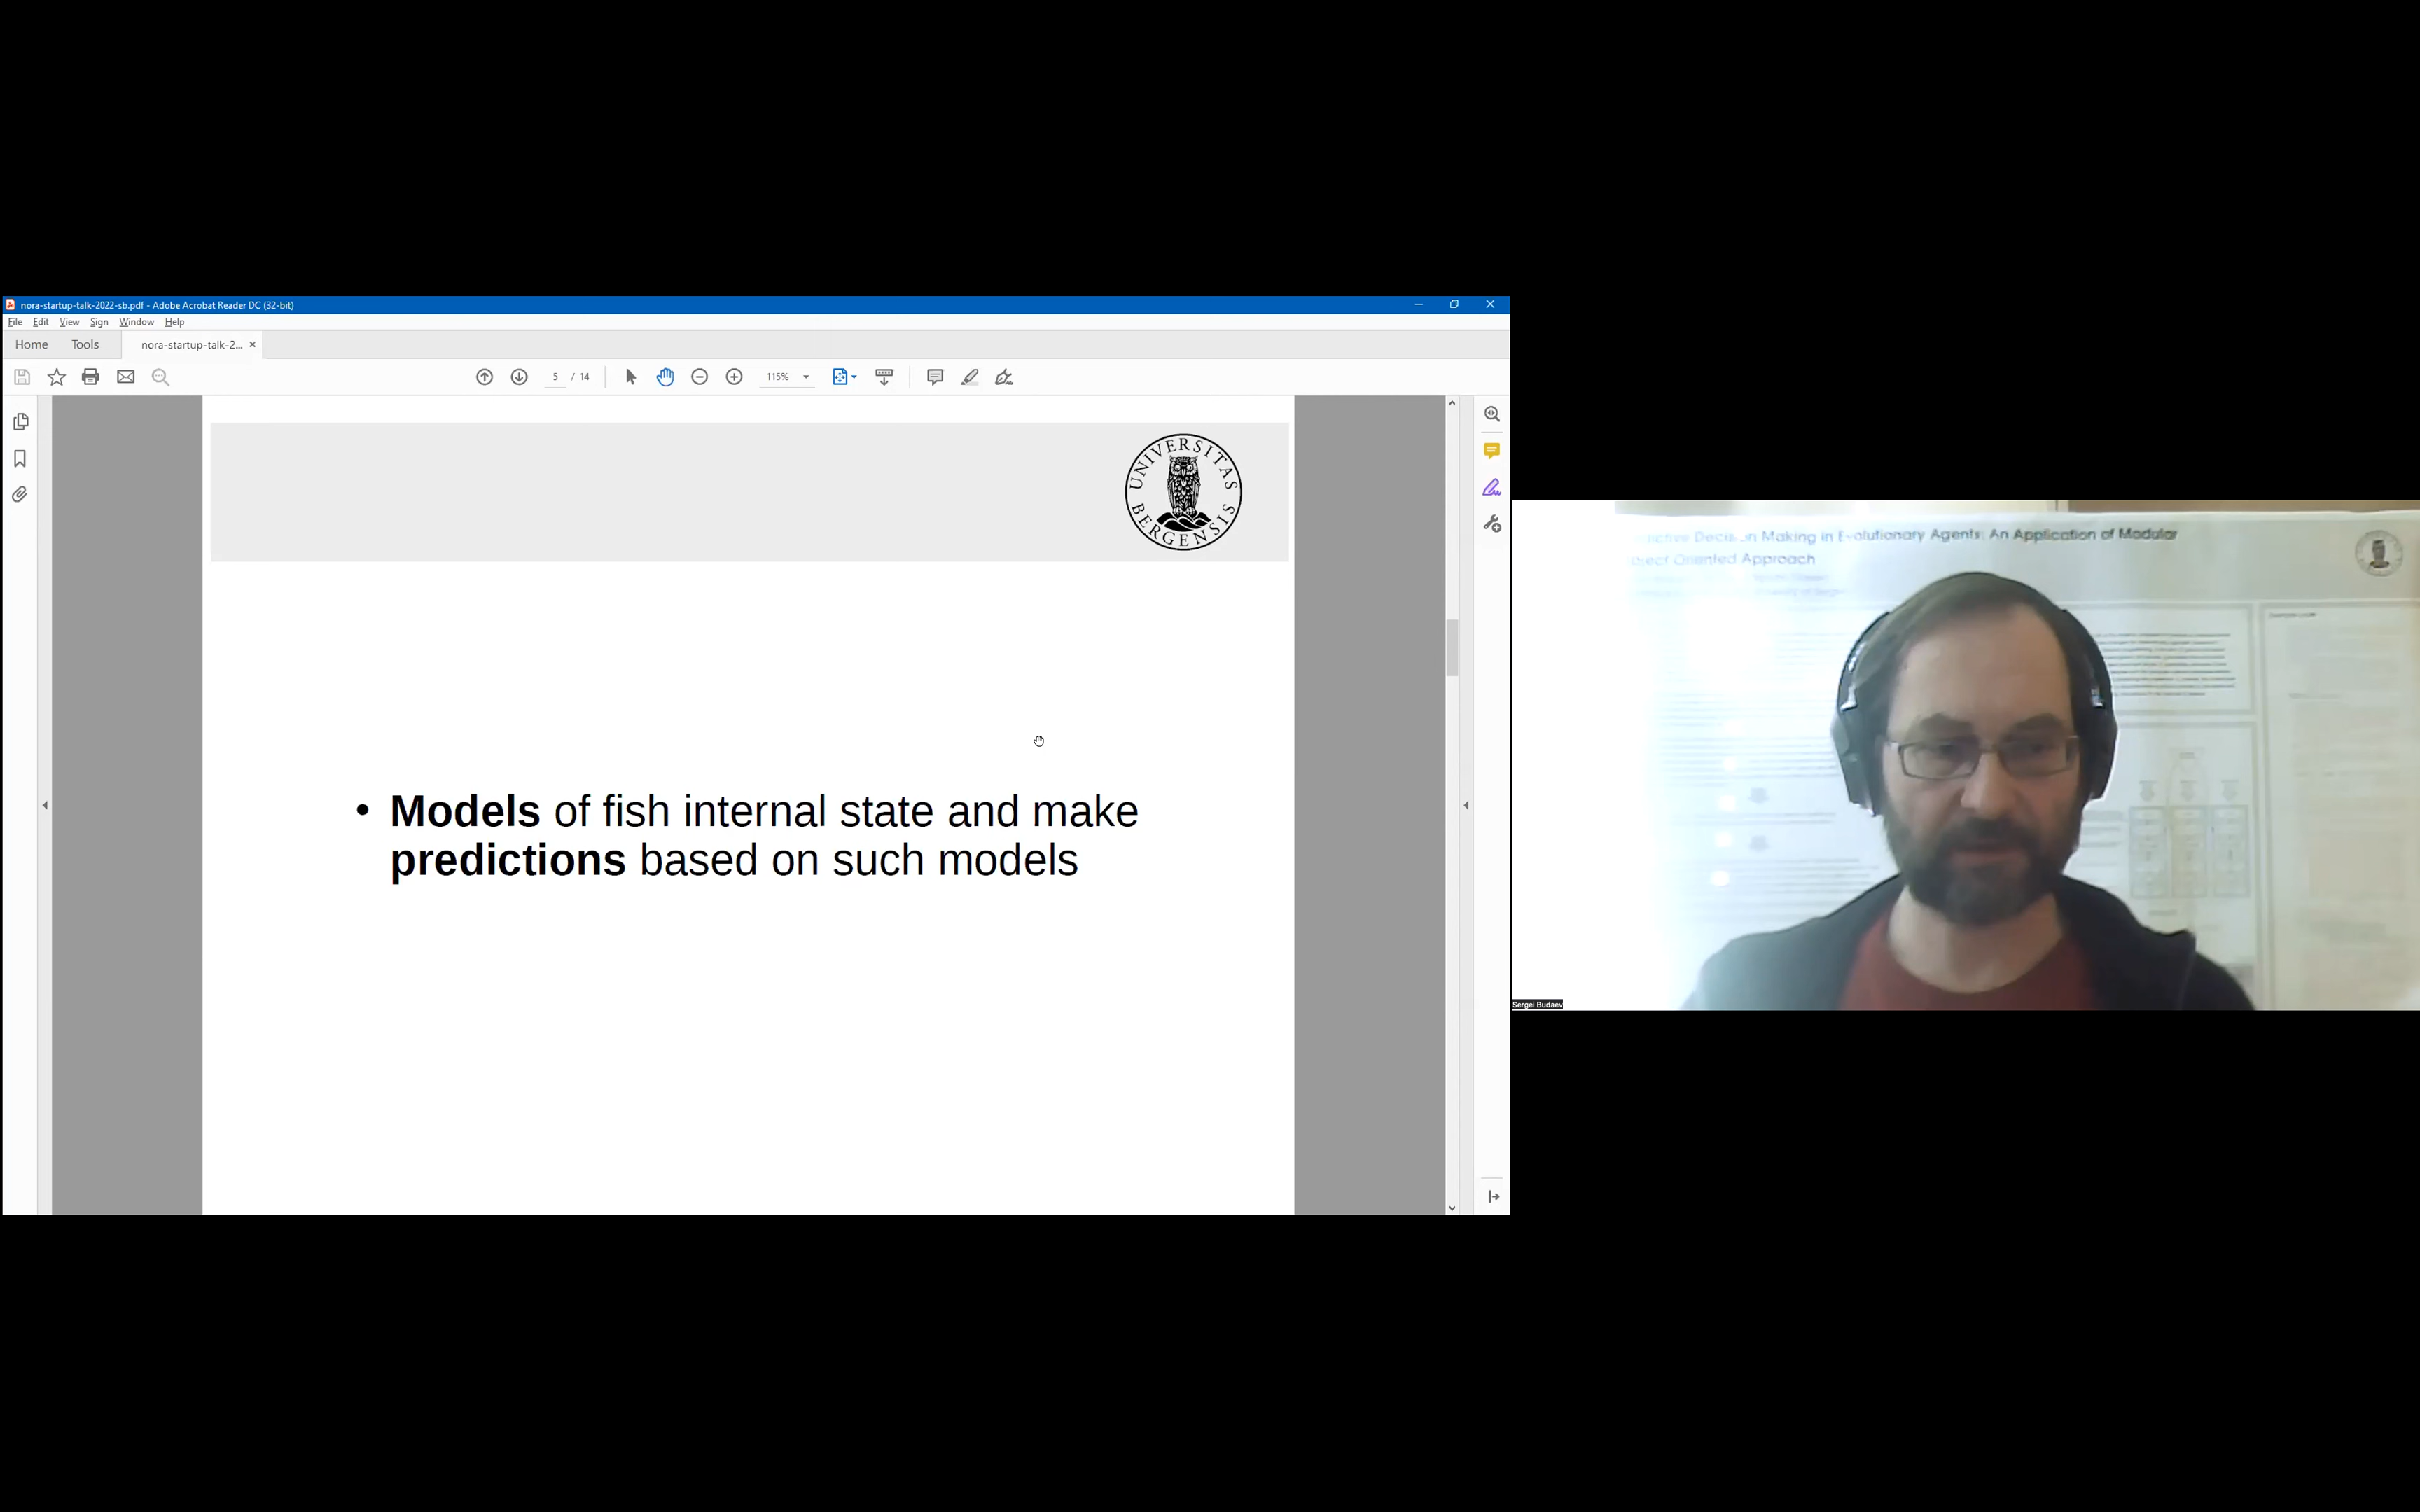 nora-startup-talk-2022-sb.pdf - Adobe Acrobat Reader DC (32-bit)
File Edit View Sign Window Help
Home Tools nora-startup-talk-2...
5 / 14 115%
UNIVERSITAS BERGENSIS
• Models of fish internal state and make
predictions based on such models
Decision Making in Evolutionary Agents: An Application of Modular
Oriented Approach
Sergei Budaev